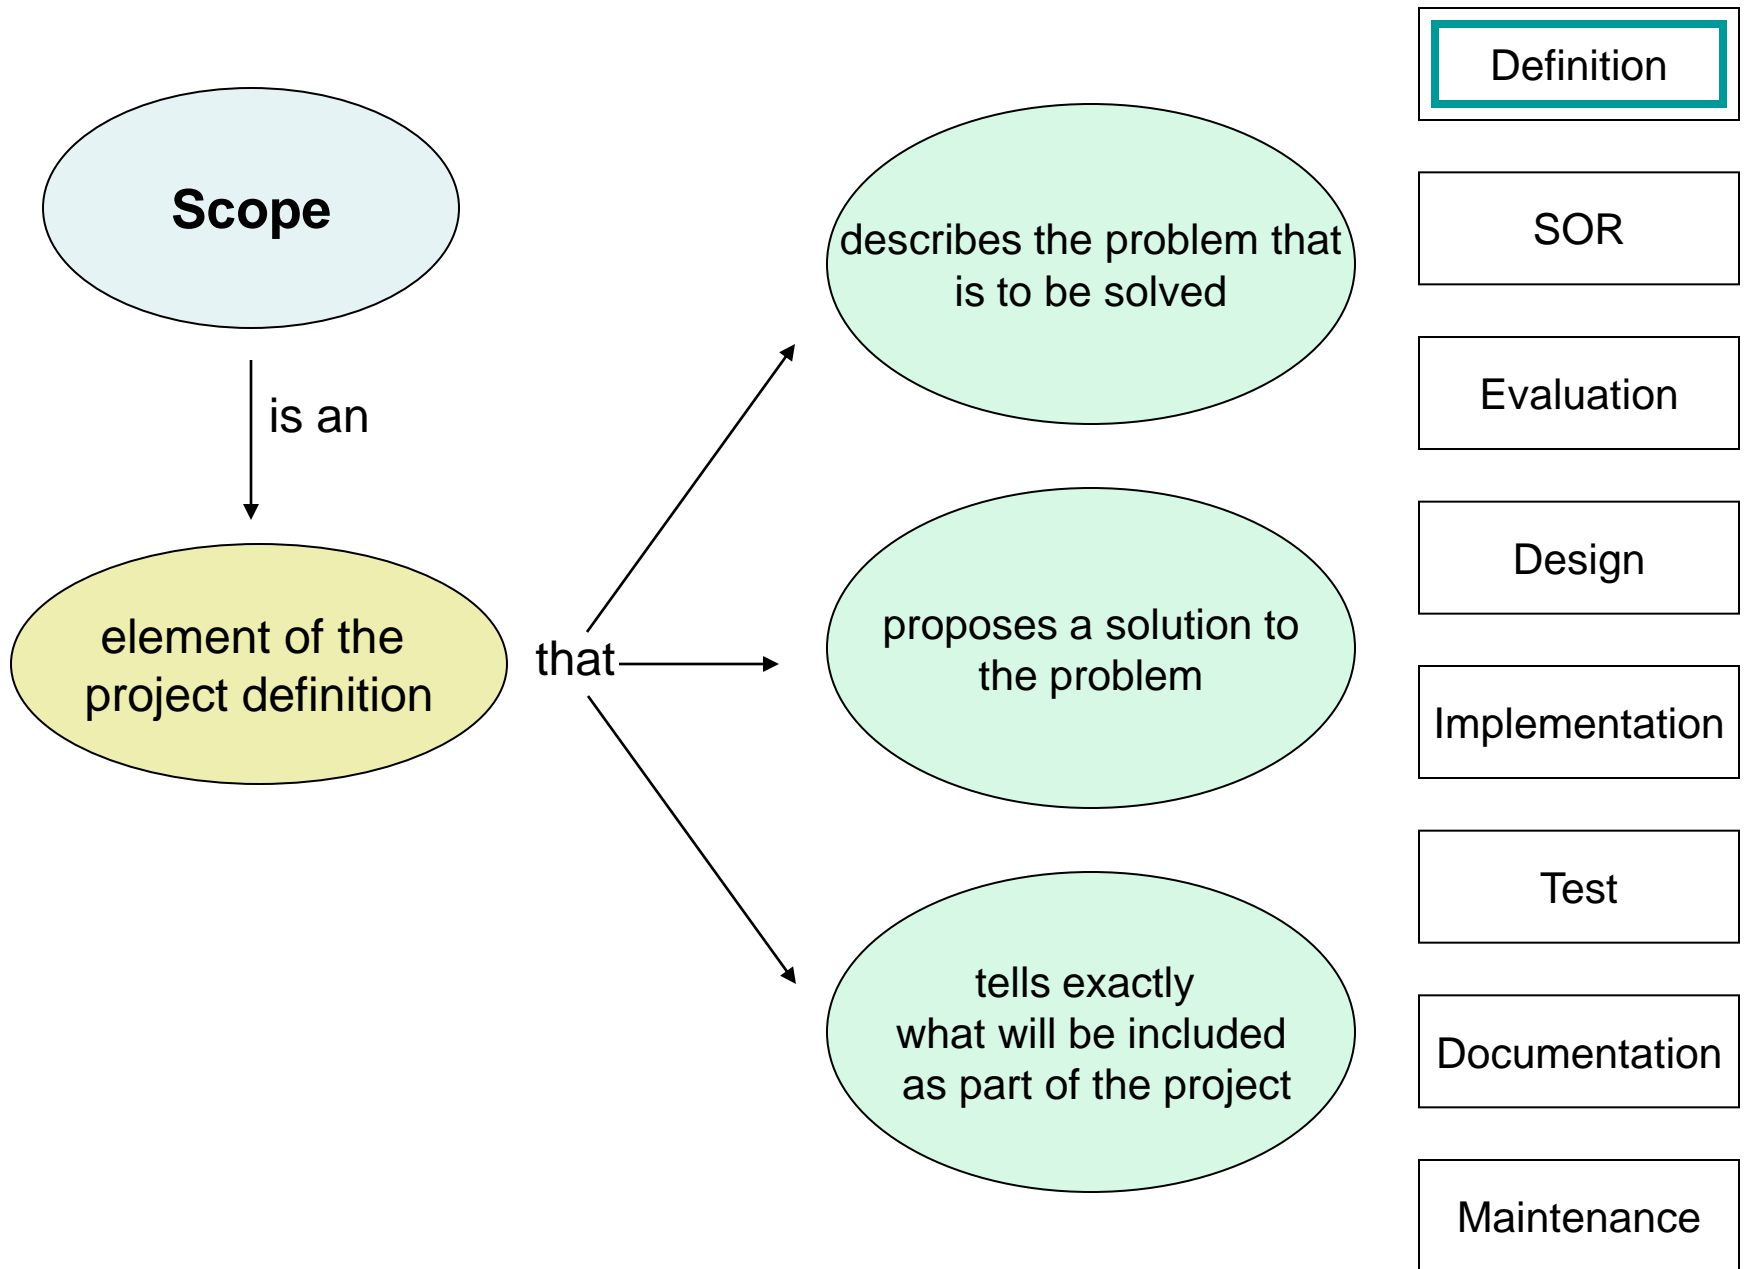 Scope
is an
element of the
project definition
that
describes the problem that
is to be solved
proposes a solution to
the problem
tells exactly
what will be included
as part of the project
Definition
SOR
Evaluation
Design
Implementation
Test
Documentation
Maintenance